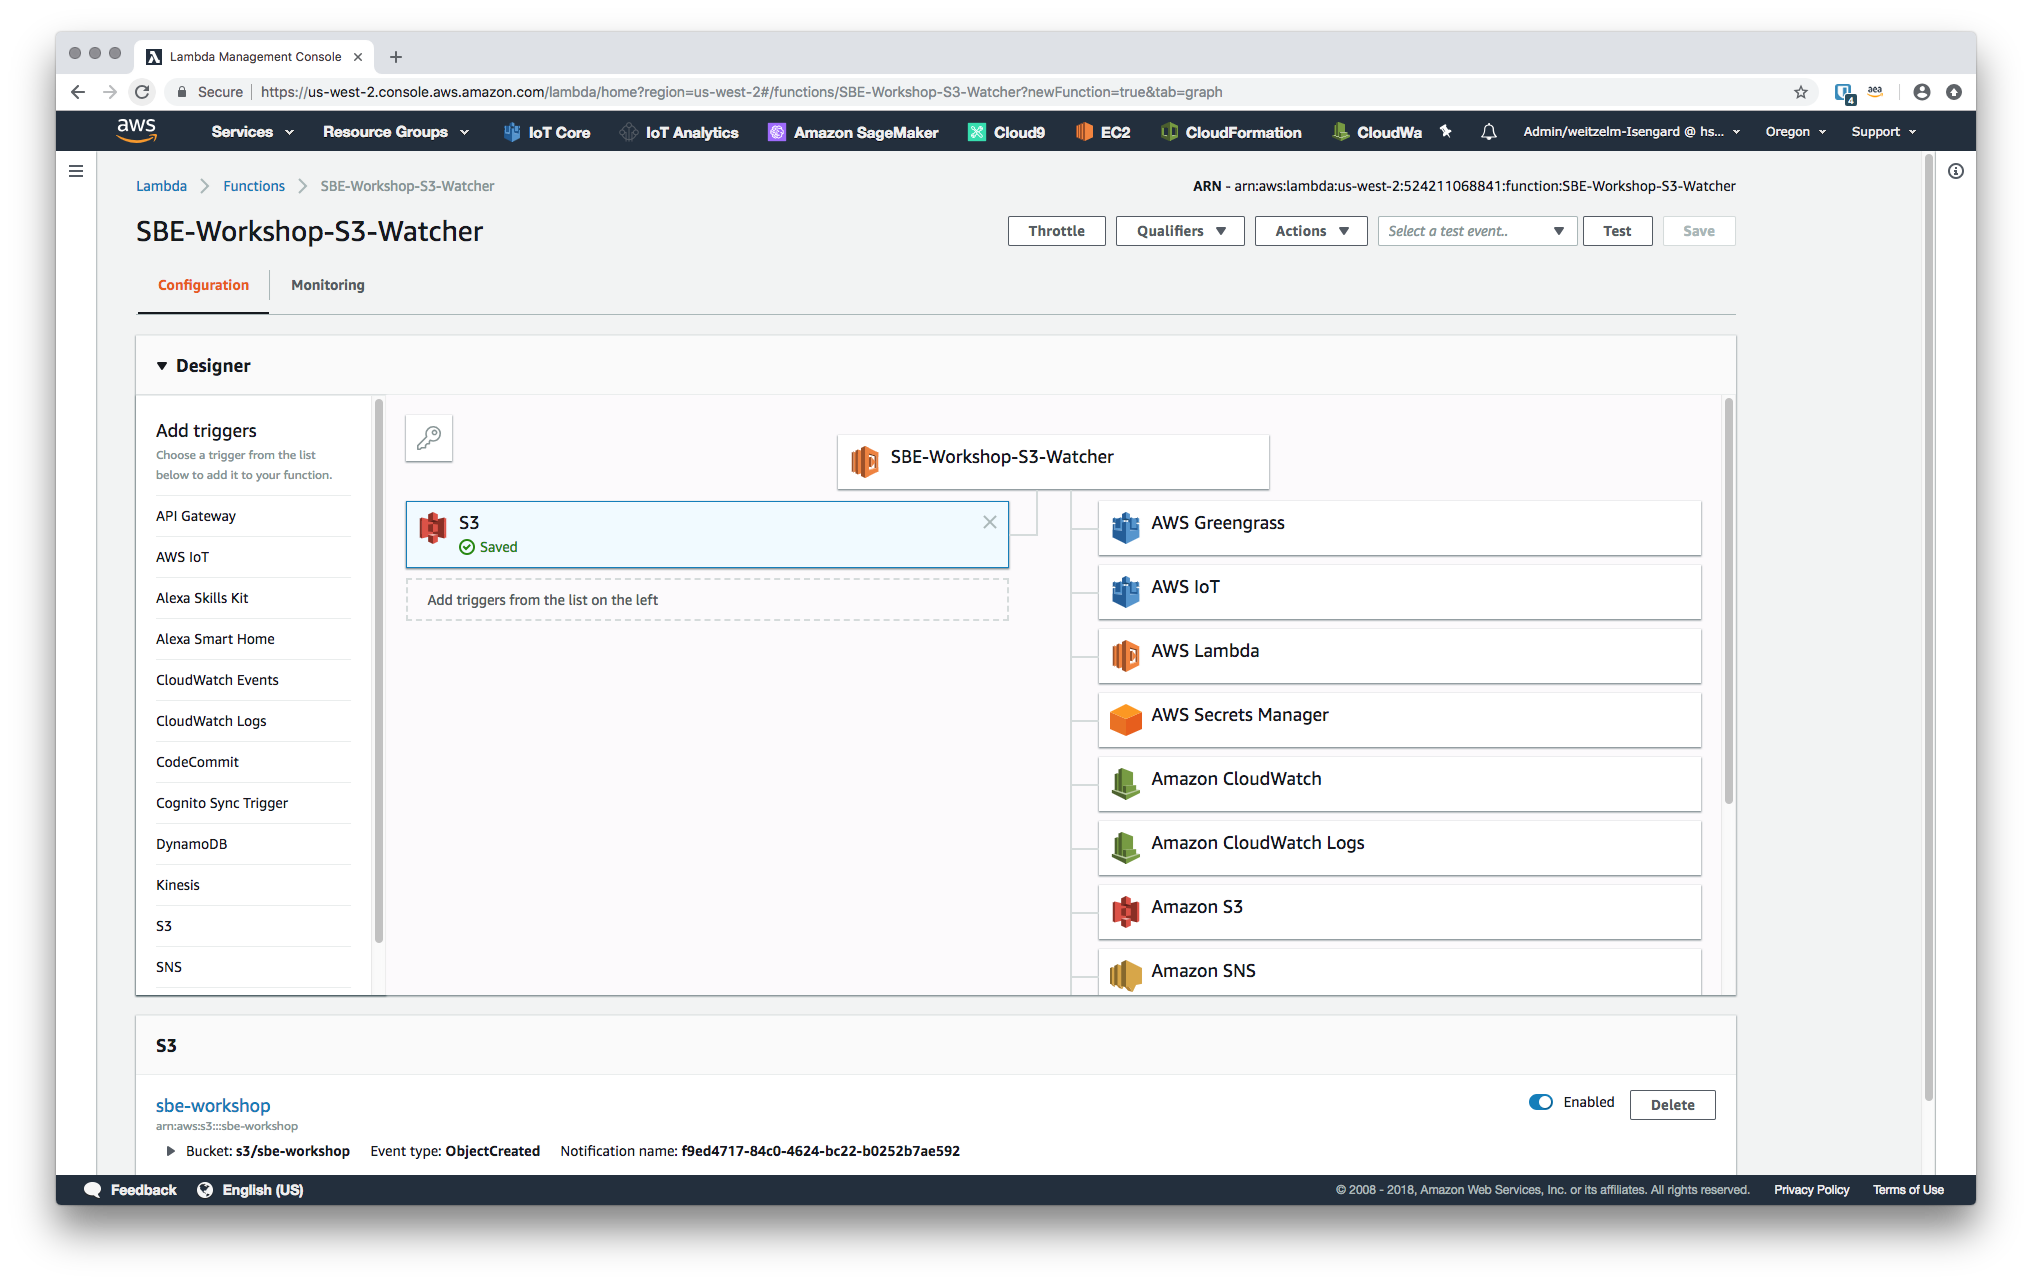 Lambda Management Console
Secure https://us-west-2.console.aws.amazon.com/lambda/home?region=us-west-2#/functions/SBE-Workshop-S3-Watcher?newFunction=true&tab=graph
4
aea
aws Services Resource Groups IoT Core IoT Analytics Amazon SageMaker Cloud9 EC2 CloudFormation CloudWa Admin/weitzelm-Isengard @ hs... Oregon Support
Lambda Functions SBE-Workshop-S3-Watcher
ARN - arn:aws:lambda:us-west-2:524211068841:function:SBE-Workshop-S3-Watcher
SBE-Workshop-S3-Watcher
Throttle Qualifiers Actions Select a test event.. Test Save
Configuration Monitoring
Designer
Add triggers
Choose a trigger from the list
below to add it to your function.
API Gateway
AWS IoT
Alexa Skills Kit
Alexa Smart Home
CloudWatch Events
CloudWatch Logs
CodeCommit
Cognito Sync Trigger
DynamoDB
Kinesis
S3
SNS
SBE-Workshop-S3-Watcher
S3
Saved
Add triggers from the list on the left
AWS Greengrass
AWS IoT
AWS Lambda
AWS Secrets Manager
Amazon CloudWatch
Amazon CloudWatch Logs
Amazon S3
Amazon SNS
S3
sbe-workshop
Enabled Delete
arn:aws:s3:::sbe-workshop
Bucket: s3/sbe-workshop Event type: ObjectCreated Notification name: f9ed4717-84c0-4624-bc22-b0252b7ae592
Feedback English (US) © 2008 - 2018, Amazon Web Services, Inc. or its affiliates. All rights reserved. Privacy Policy Terms of Use